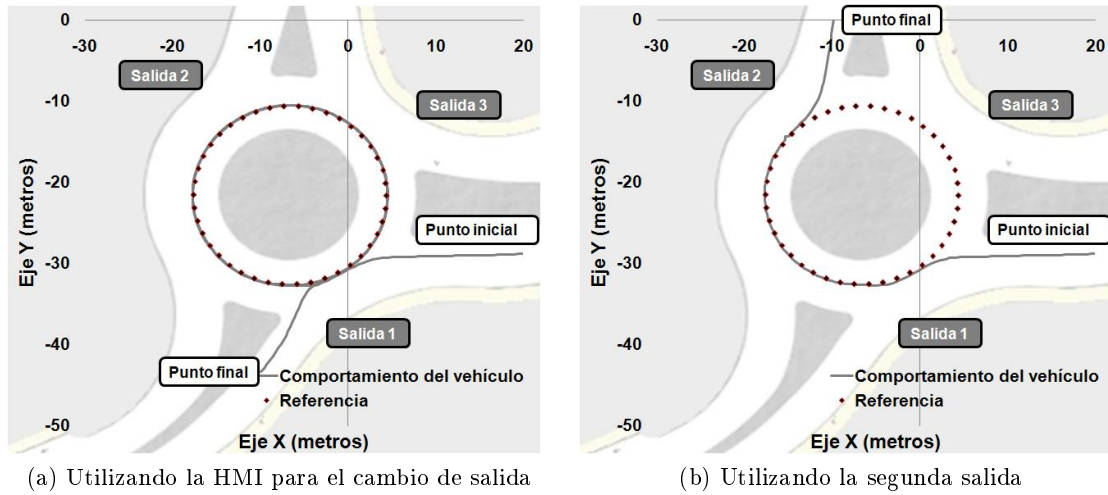 0
-30
-20
-10
0
10
20
Salida 2
-10
Salida 3
-20
Punto inicial
-30
Salida 1
-40
Punto final
Comportamiento del vehículo
Referencia
-50
Eje X (metros)
Eje Y (metros)
(a) Utilizando la HMI para el cambio de salida
0
Punto final
-30
-20
-10
0
10
20
Salida 2
-10
Salida 3
-20
Punto inicial
-30
Salida 1
-40
Comportamiento del vehículo
Referencia
-50
Eje X (metros)
Eje Y (metros)
(b) Utilizando la segunda salida